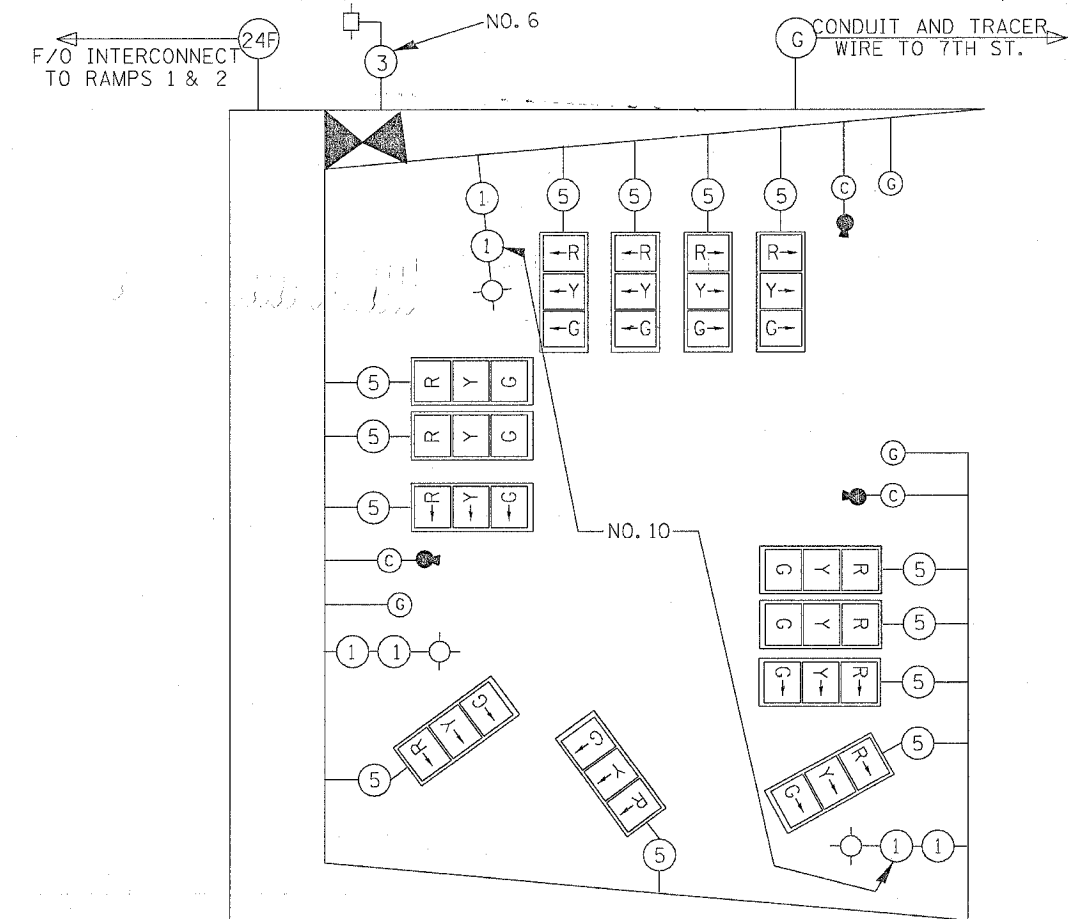 NO. 6
24F
F/O INTERCONNECT
TO RAMPS 1 & 2
3
G
CONDUIT AND TRACER
WIRE TO 7TH ST.
1
5
5
5
5
C
G
1
←R
←R
R→
R→
←Y
←Y
Y→
Y→
←G
←G
G→
G→
5
R Y G
5
R Y G
5
←R ←Y ←G
C
G
1 1
5
R→ Y→ G→
NO. 10
G
C
G Y R
5
G Y R
5
G→ Y→ R→
5
G→ Y→ R→
5
G→
Y→
R→
5
1 1